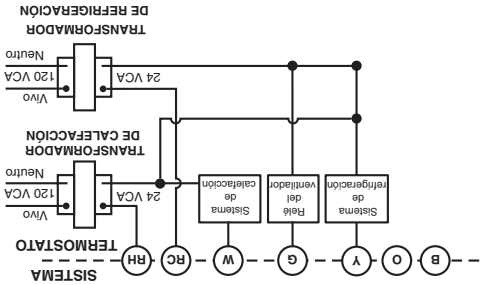 SISTEMA
B O Y G W RC RH
TERMOSTATO
Sistema
de
refrigeración
Relé
del
ventilador
Sistema
de
calefacción
24 VCA
Vivo
120 VCA
Neutro
TRANSFORMADOR
DE CALEFACCIÓN
24 VCA
Vivo
120 VCA
Neutro
TRANSFORMADOR
DE REFRIGERACIÓN